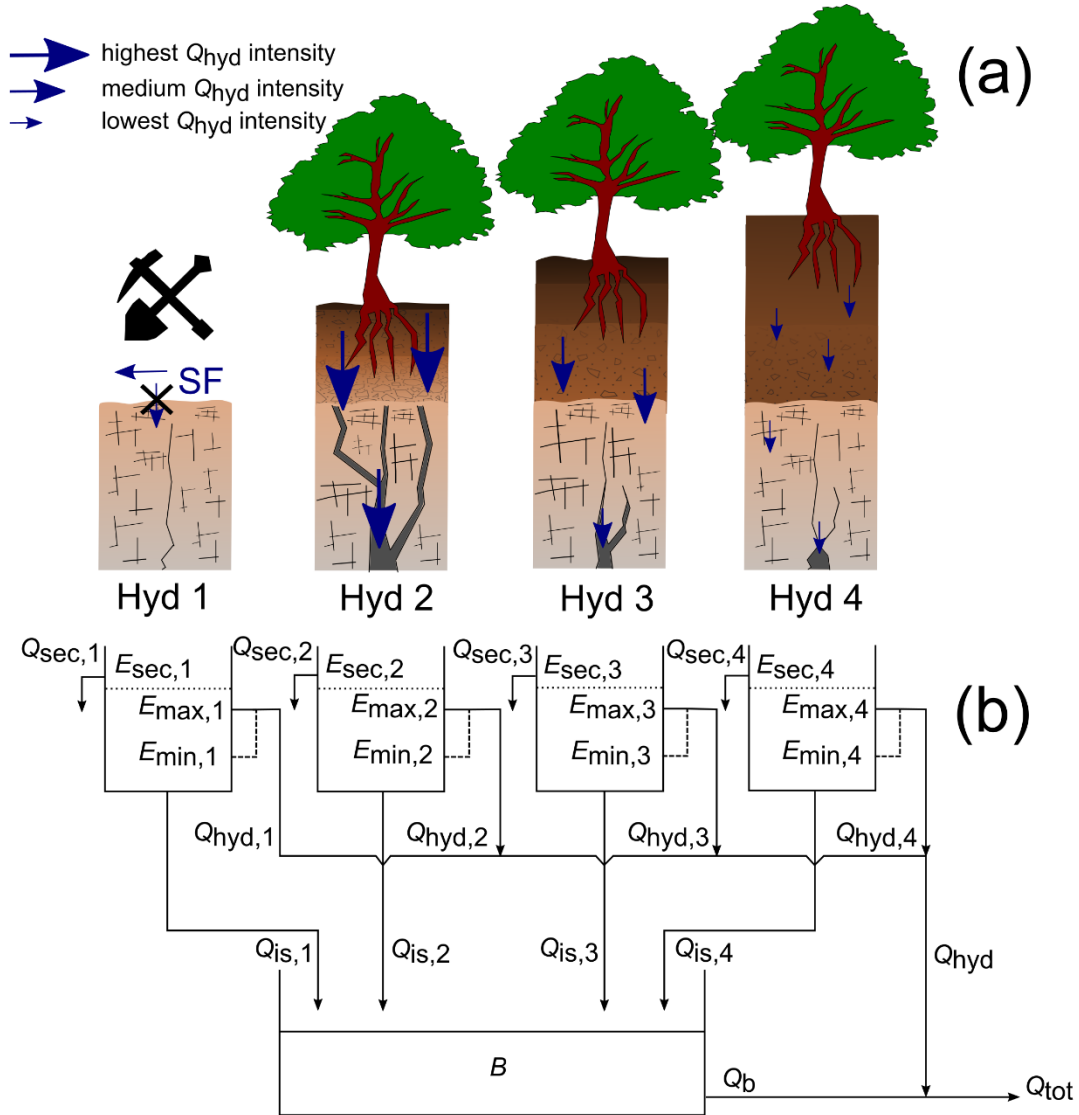 highest Qhyd intensity
medium Qhyd intensity
lowest Qhyd intensity
(a)
SF
Hyd 1 Hyd 2 Hyd 3 Hyd 4
Qsec,1 Esec,1 Qsec,2 Esec,2 Qsec,3 Esec,3 Qsec,4 Esec,4
Emax,1 Emax,2 Emax,3 Emax,4
(b)
Emin,1 Emin,2 Emin,3 Emin,4
Qhyd,1 Qhyd,2 Qhyd,3 Qhyd,4
Qis,1 Qis,2 Qis,3 Qis,4 Qhyd
B
Qb Qtot